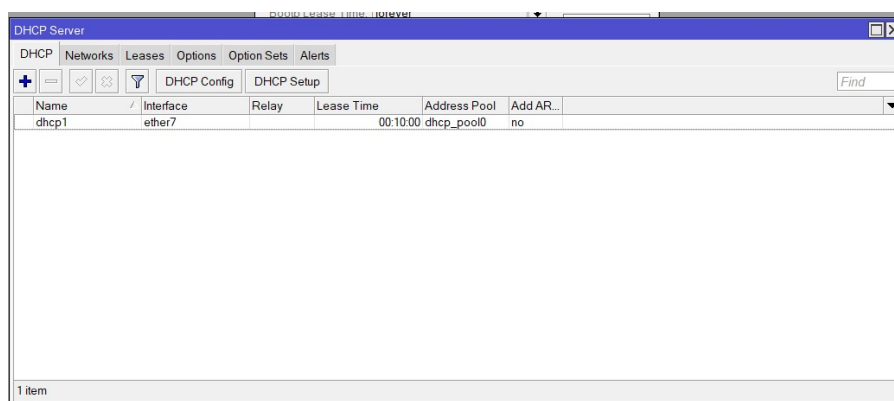 Bootp Lease Time: forever
DHCP Server
DHCP Networks Leases Options Option Sets Alerts
DHCP Config DHCP Setup Find
Name Interface Relay Lease Time Address Pool Add AR...
dhcp1 ether7 00:10:00 dhcp_pool0 no
1 item